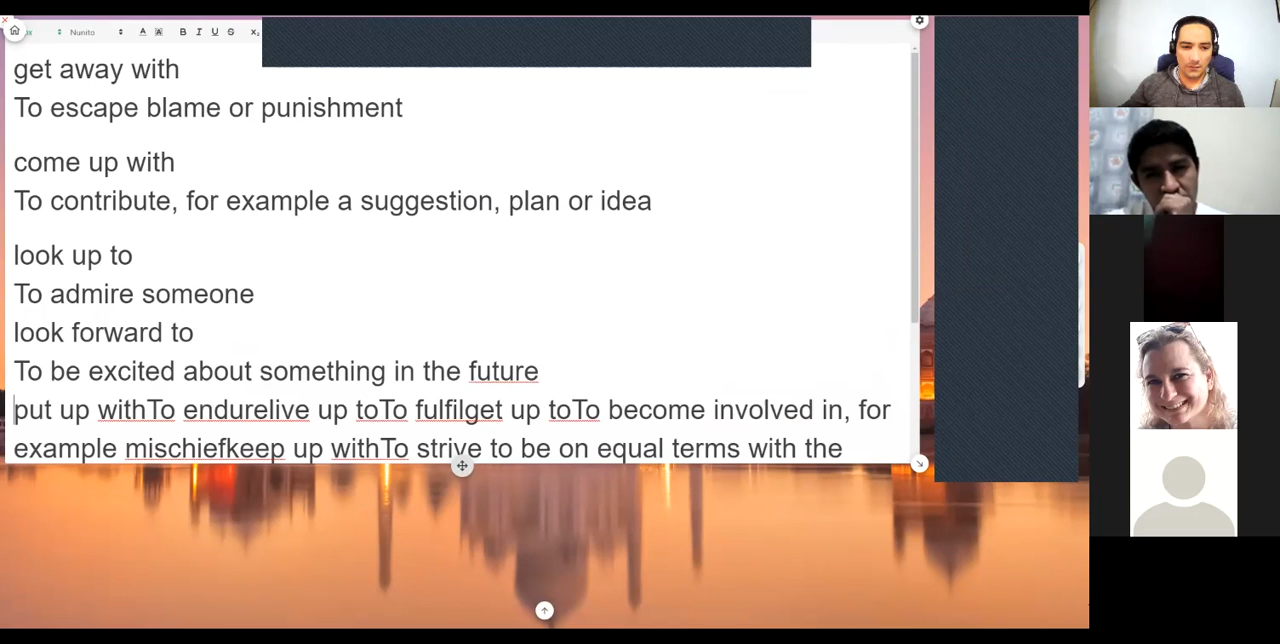 Nunito B I U S X₂
get away with
To escape blame or punishment
come up with
To contribute, for example a suggestion, plan or idea
look up to
To admire someone
look forward to
To be excited about something in the future
put up withTo endurelive up toTo fulfilget up toTo become involved in, for
example mischiefkeep up withTo strive to be on equal terms with the